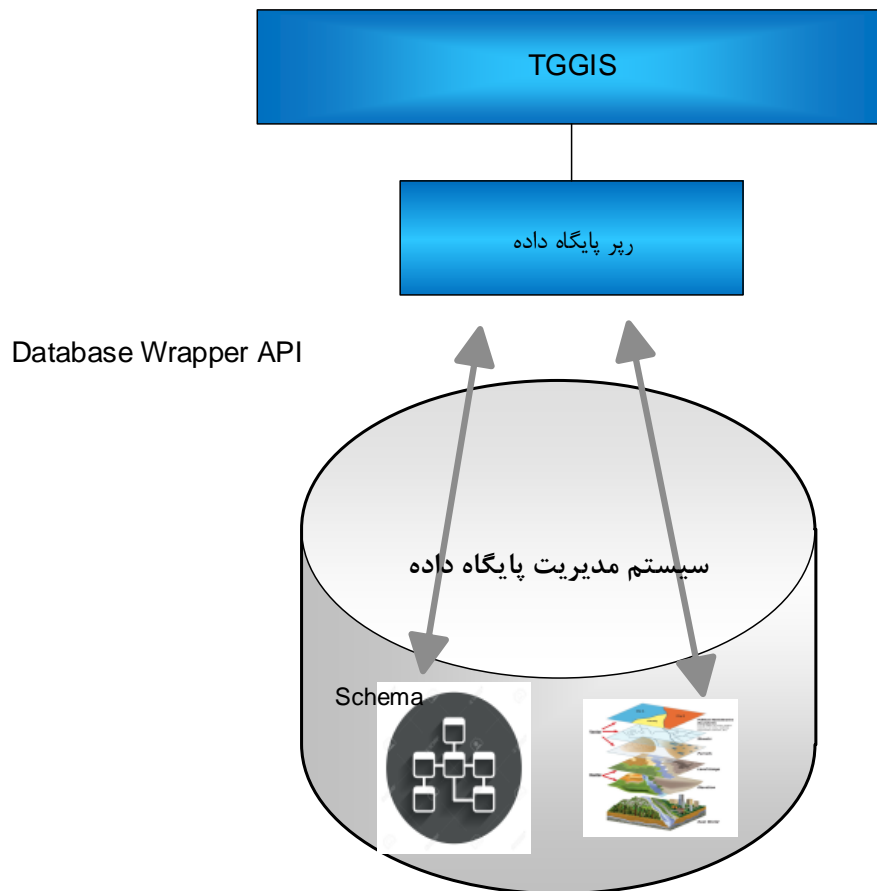 TGGIS
رپر پایگاه داده
Database Wrapper API
سیستم مدیریت پایگاه داده
Schema